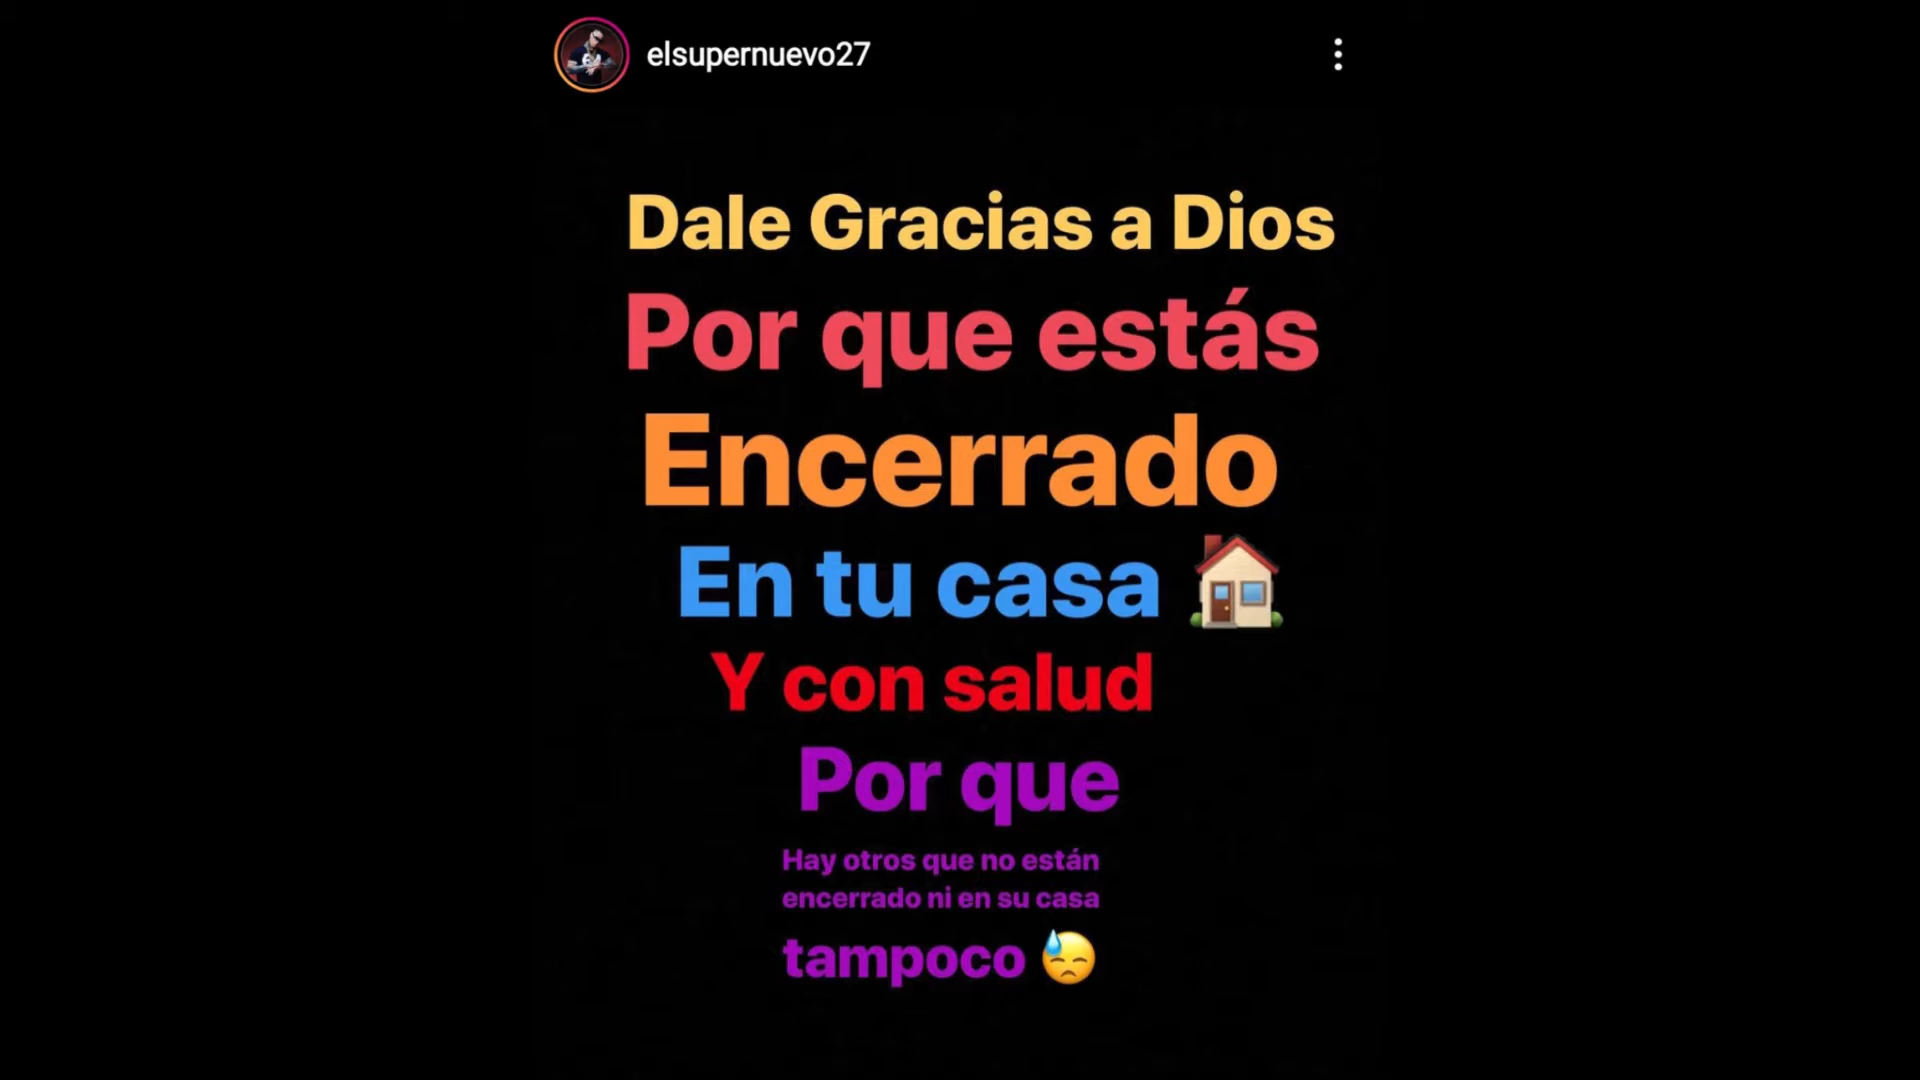 elsupernuevo27
Dale Gracias a Dios
Por que estás
Encerrado
En tu casa 🏠
Y con salud
Por que
Hay otros que no están
encerrado ni en su casa
tampoco 😓